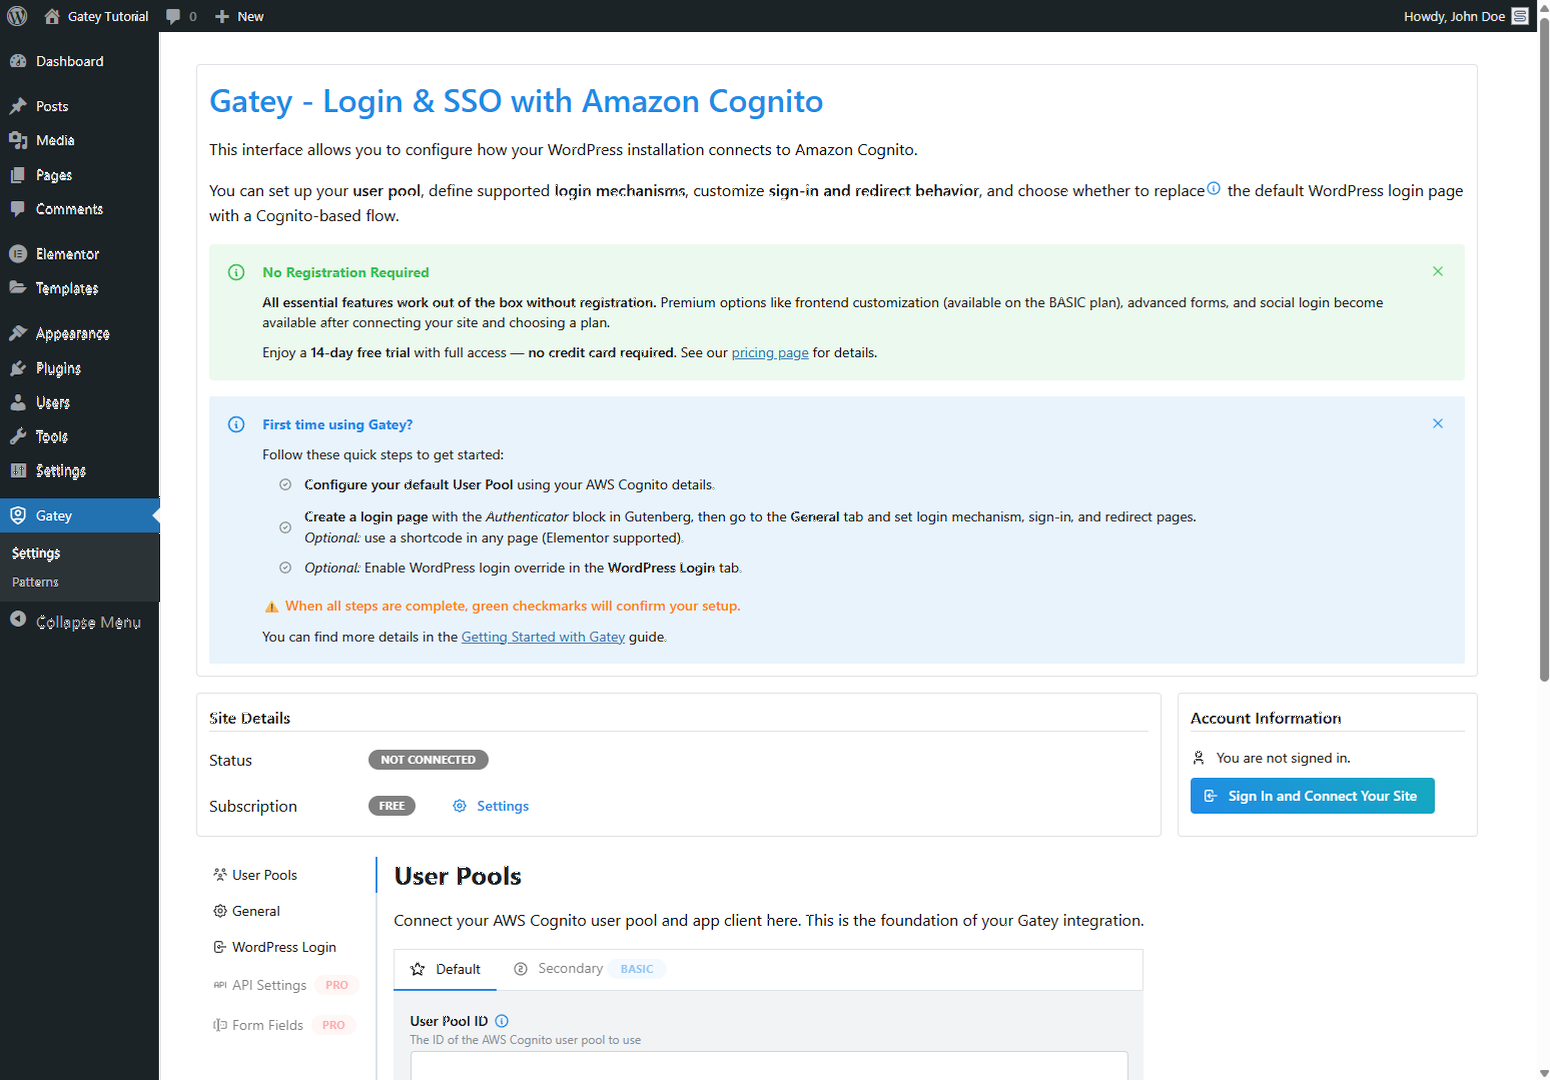 Gatey Tutorial
0
New
Howdy, John Doe
Dashboard
Posts
Media
Pages
Comments
Elementor
Templates
Appearance
Plugins
Users
Tools
Settings
Gatey
Settings
Patterns
Collapse Menu
Gatey - Login & SSO with Amazon Cognito
This interface allows you to configure how your WordPress installation connects to Amazon Cognito.
You can set up your user pool, define supported login mechanisms, customize sign-in and redirect behavior, and choose whether to replace the default WordPress login page
with a Cognito-based flow.
No Registration Required
All essential features work out of the box without registration. Premium options like frontend customization (available on the BASIC plan), advanced forms, and social login become
available after connecting your site and choosing a plan.
Enjoy a 14-day free trial with full access — no credit card required. See our pricing page for details.
First time using Gatey?
Follow these quick steps to get started:
Configure your default User Pool using your AWS Cognito details.
Create a login page with the Authenticator block in Gutenberg, then go to the General tab and set login mechanism, sign-in, and redirect pages.
Optional: use a shortcode in any page (Elementor supported).
Optional: Enable WordPress login override in the WordPress Login tab.
When all steps are complete, green checkmarks will confirm your setup.
You can find more details in the Getting Started with Gatey guide.
Site Details
Status
NOT CONNECTED
Subscription
FREE
Settings
Account Information
You are not signed in.
Sign In and Connect Your Site
User Pools
General
WordPress Login
API API Settings PRO
Form Fields PRO
User Pools
Connect your AWS Cognito user pool and app client here. This is the foundation of your Gatey integration.
Default
2 Secondary BASIC
User Pool ID
The ID of the AWS Cognito user pool to use